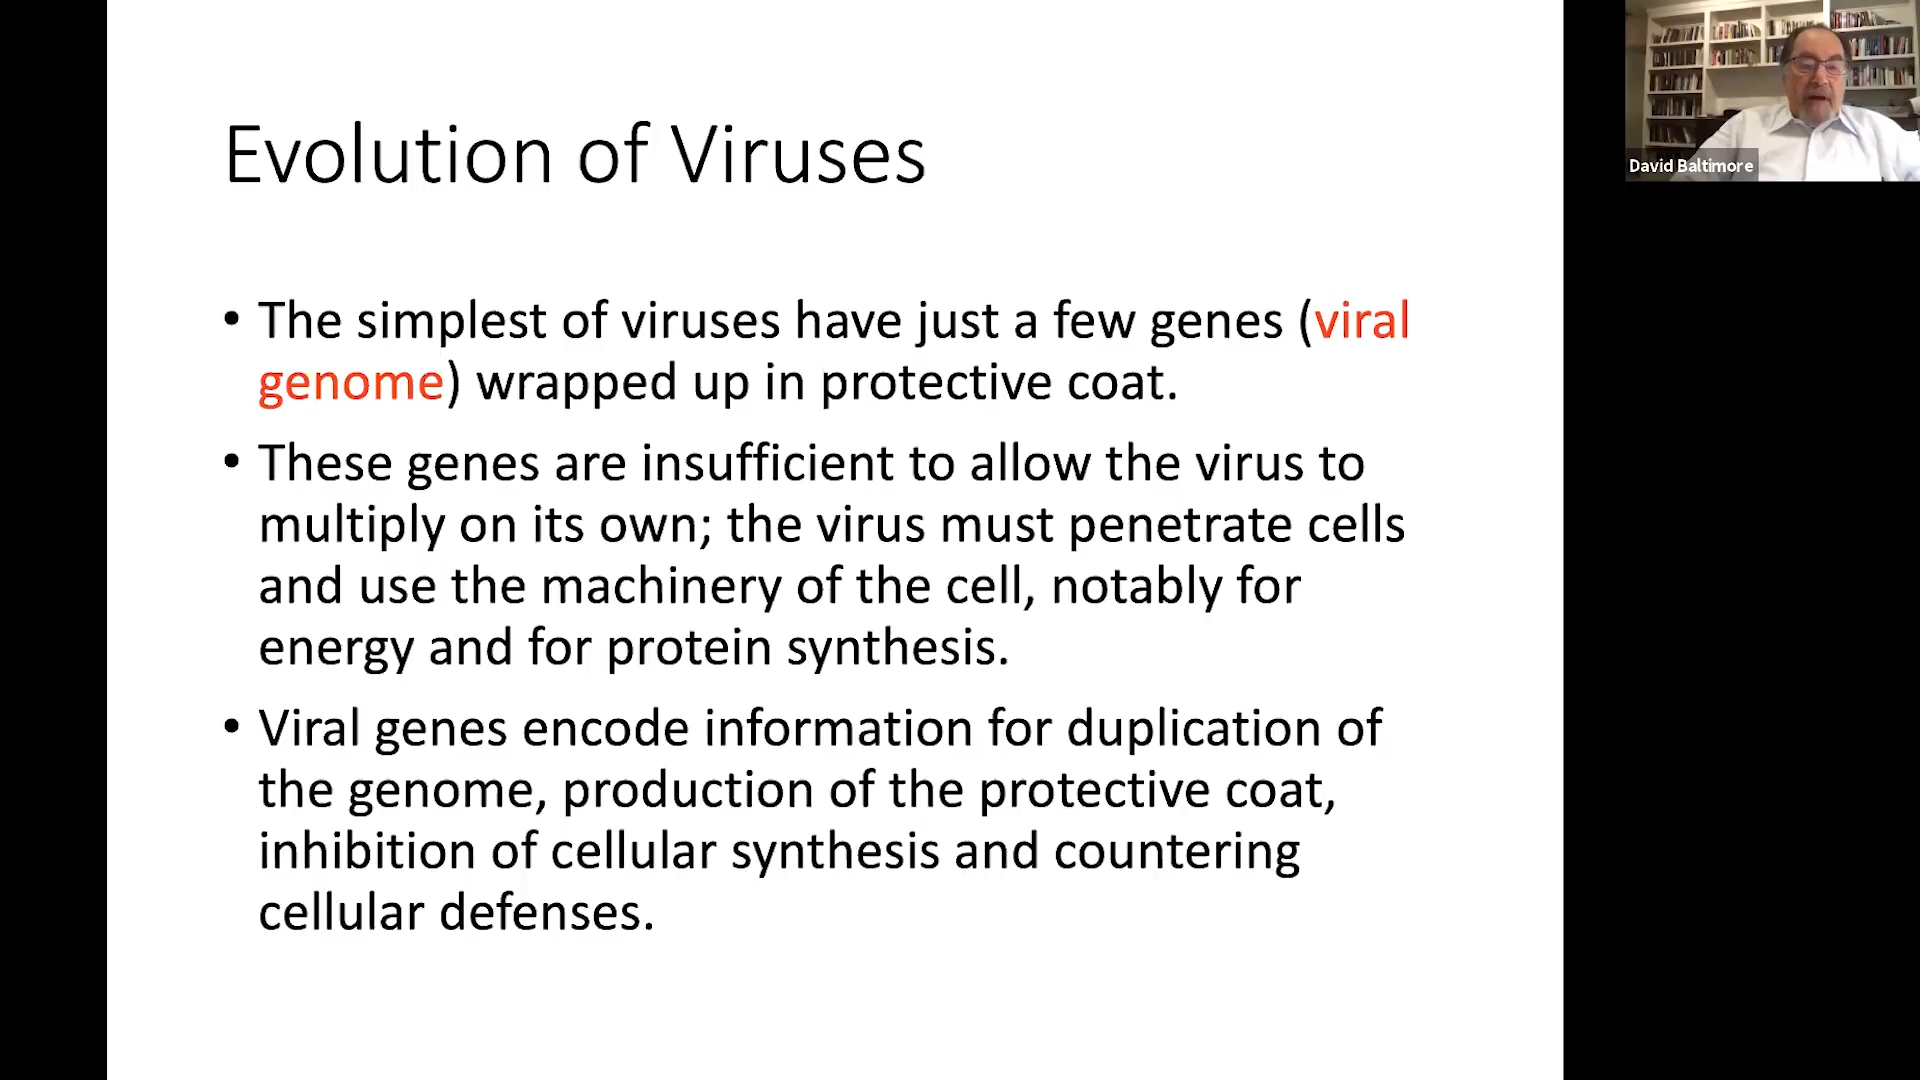 Evolution of Viruses
• The simplest of viruses have just a few genes (viral
genome) wrapped up in protective coat.
• These genes are insufficient to allow the virus to
multiply on its own; the virus must penetrate cells
and use the machinery of the cell, notably for
energy and for protein synthesis.
• Viral genes encode information for duplication of
the genome, production of the protective coat,
inhibition of cellular synthesis and countering
cellular defenses.
David Baltimore